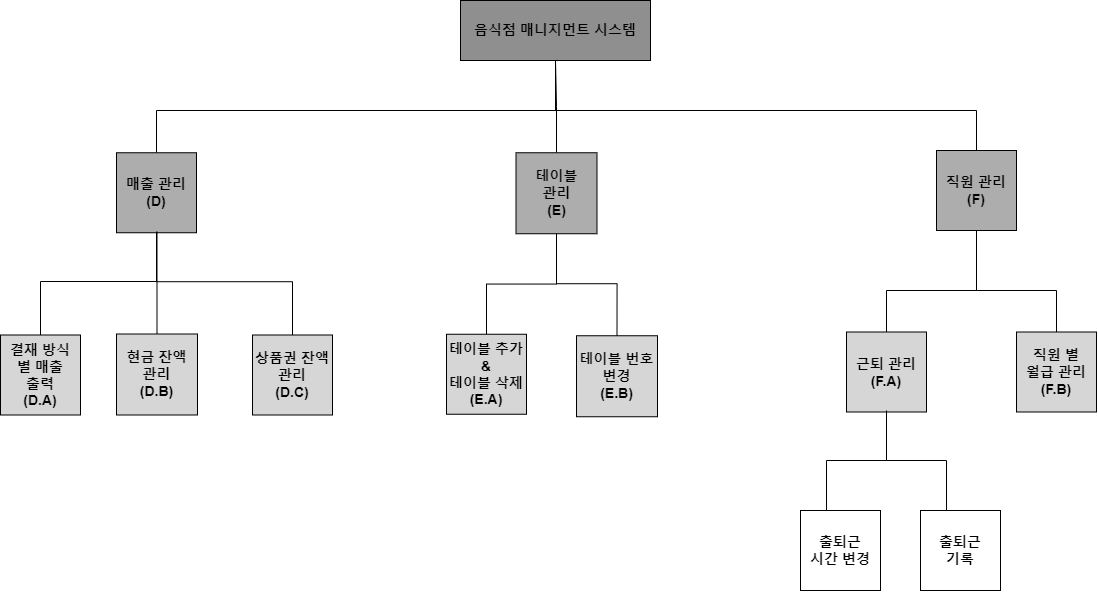 음식점 매니지먼트 시스템
매출 관리
(D)
테이블
관리
(E)
직원 관리
(F)
결재 방식
별 매출
출력
(D.A)
현금 잔액
관리
(D.B)
상품권 잔액
관리
(D.C)
테이블 추가
&
테이블 삭제
(E.A)
테이블 번호
변경
(E.B)
근퇴 관리
(F.A)
직원 별
월급 관리
(F.B)
출퇴근
시간 변경
출퇴근
기록